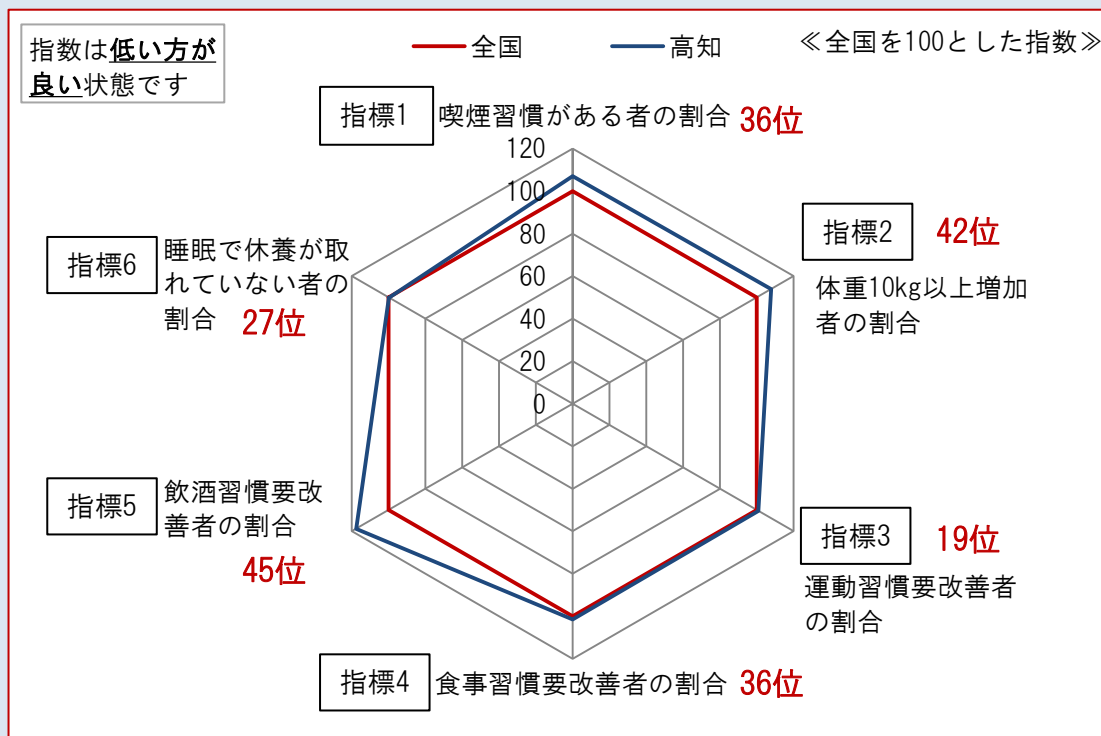 指数は低い方が
良い状態です
全国
高知
≪全国を100とした指数≫
指標1
喫煙習慣がある者の割合
36位
指標2
42位
体重10kg以上増加
者の割合
指標3
19位
運動習慣要改善者
の割合
指標4
食事習慣要改善者の割合
36位
指標5
飲酒習慣要改
善者の割合
45位
指標6
睡眠で休養が取
れていない者の
割合
27位
120
100
80
60
40
20
0